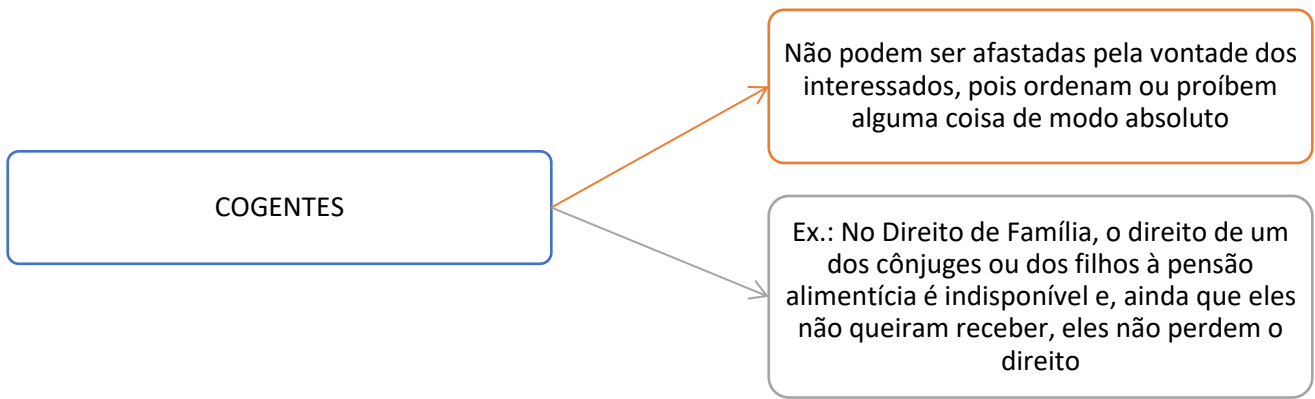 COGENTES
Não podem ser afastadas pela vontade dos
interessados, pois ordenam ou proíbem
alguma coisa de modo absoluto
Ex.: No Direito de Família, o direito de um
dos cônjuges ou dos filhos à pensão
alimentícia é indisponível e, ainda que eles
não queiram receber, eles não perdem o
direito